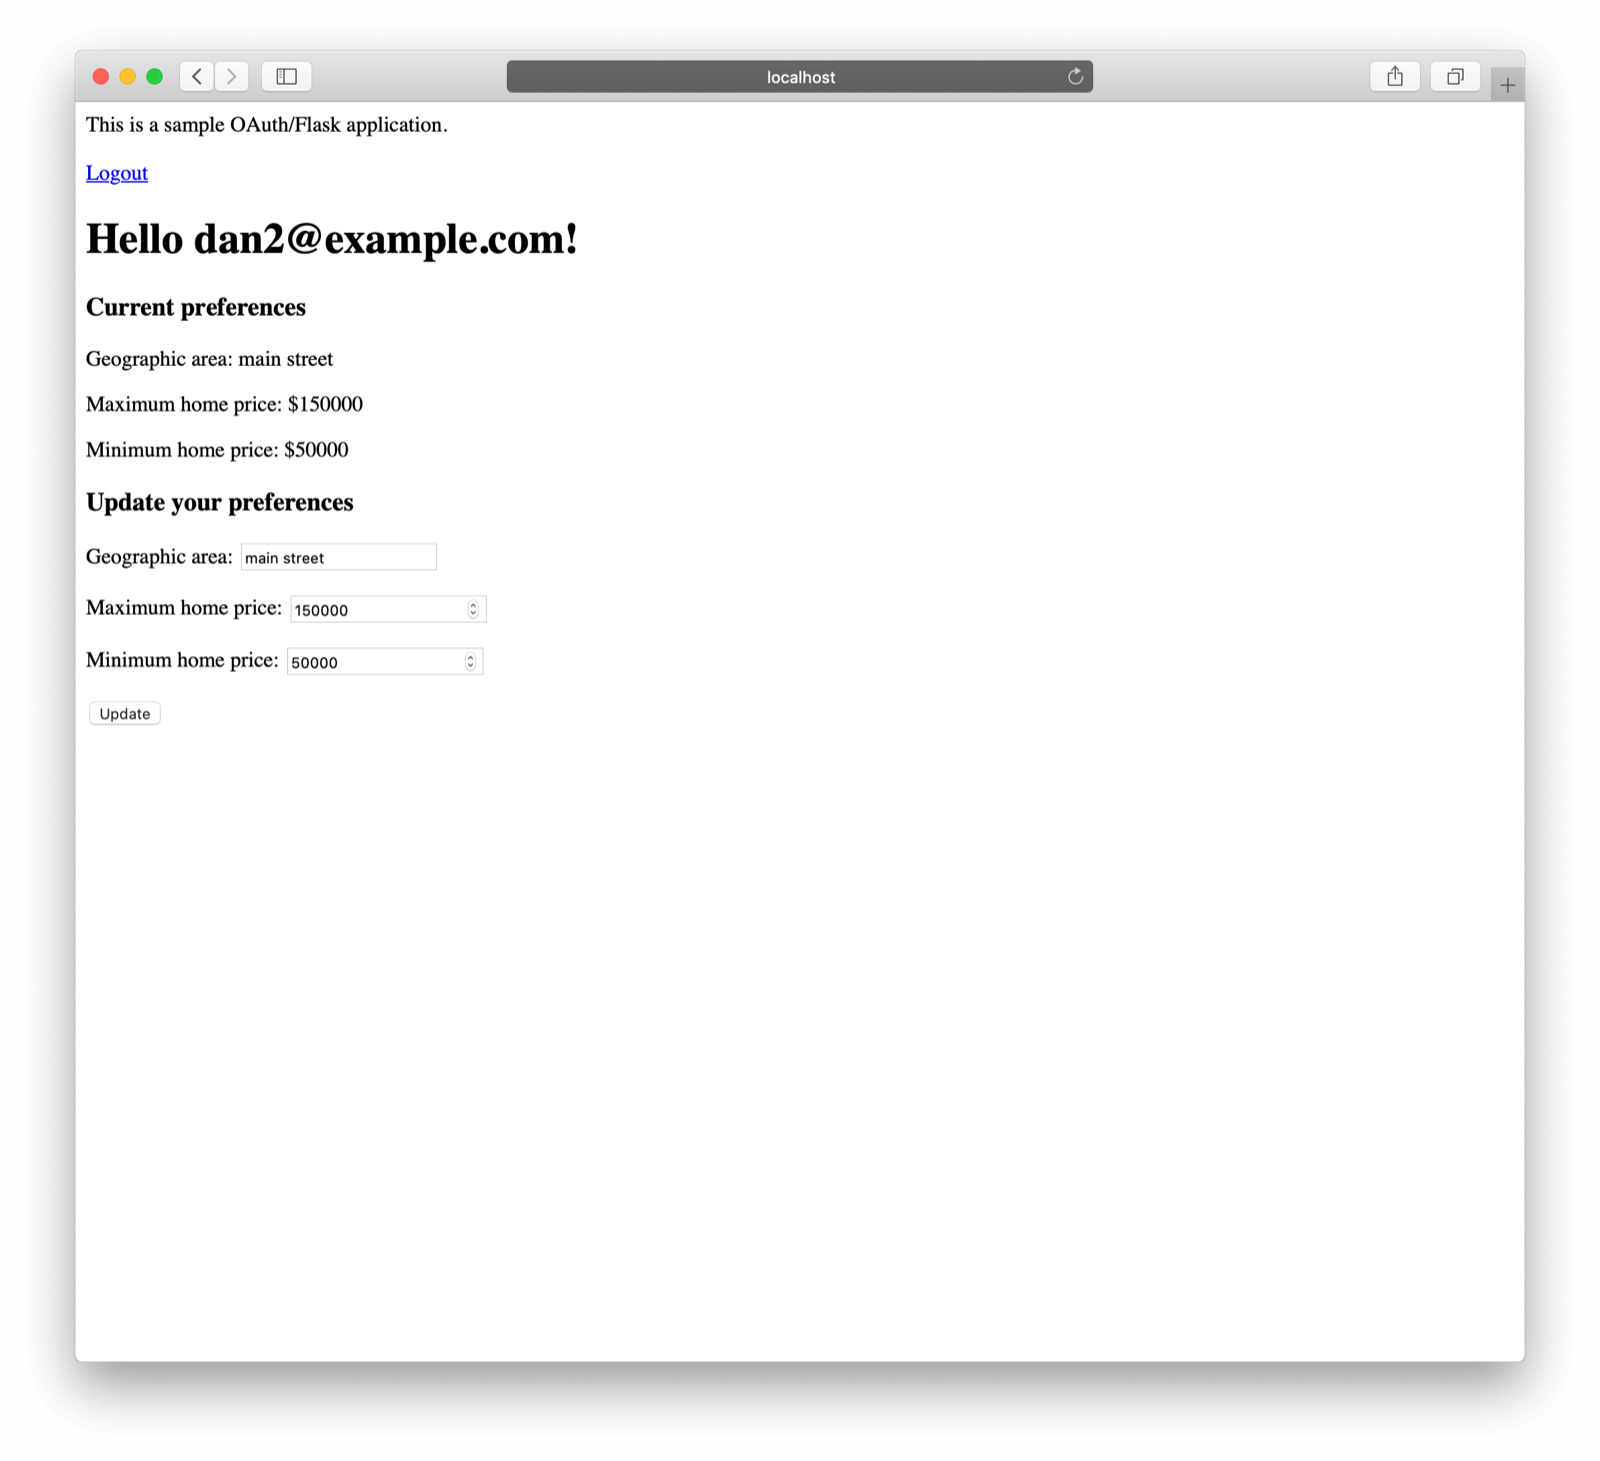 localhost
This is a sample OAuth/Flask application.
Logout
Hello dan2@example.com!
Current preferences
Geographic area: main street
Maximum home price: $150000
Minimum home price: $50000
Update your preferences
Geographic area: main street
Maximum home price: 150000
Minimum home price: 50000
Update